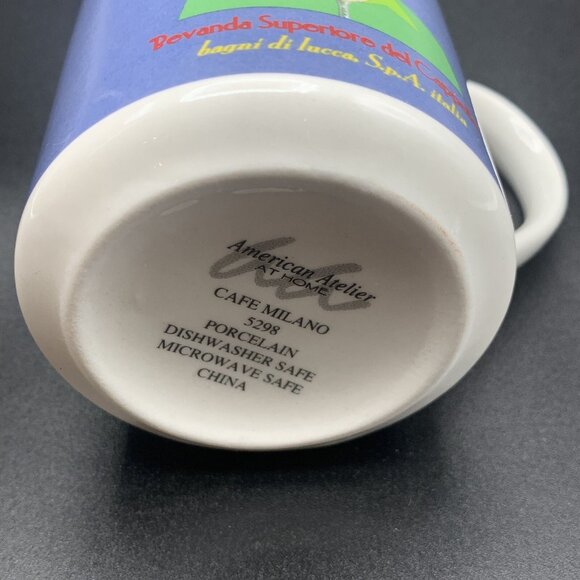 Bevanda Superiore del
bagni di lucca, S.p.A. italia
American Atelier
AT HOME
CAFE MILANO
5298
PORCELAIN
DISHWASHER SAFE
MICROWAVE SAFE
CHINA